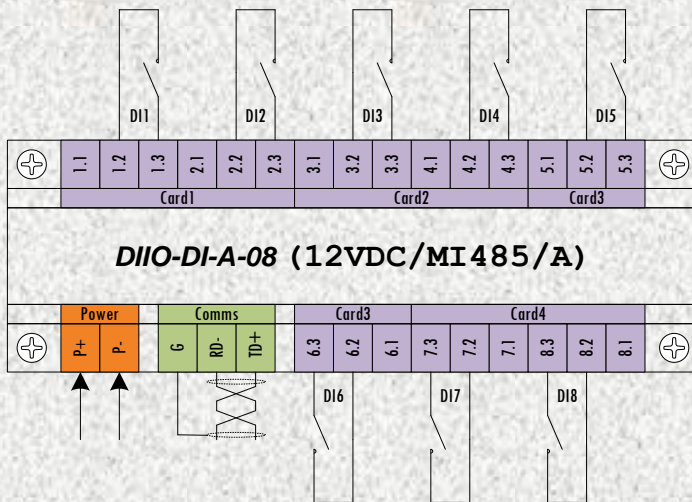 DI1 DI2 DI3 DI4 DI5
1.1 1.2 1.3 2.1 2.2 2.3 3.1 3.2 3.3 4.1 4.2 4.3 5.1 5.2 5.3
Card1 Card2 Card3
DIIO-DI-A-08 (12VDC/MI485/A)
Power Comms Card3 Card4
P+ P- G RD- TD+ 6.3 6.2 6.1 7.3 7.2 7.1 8.3 8.2 8.1
DI6 DI7 DI8